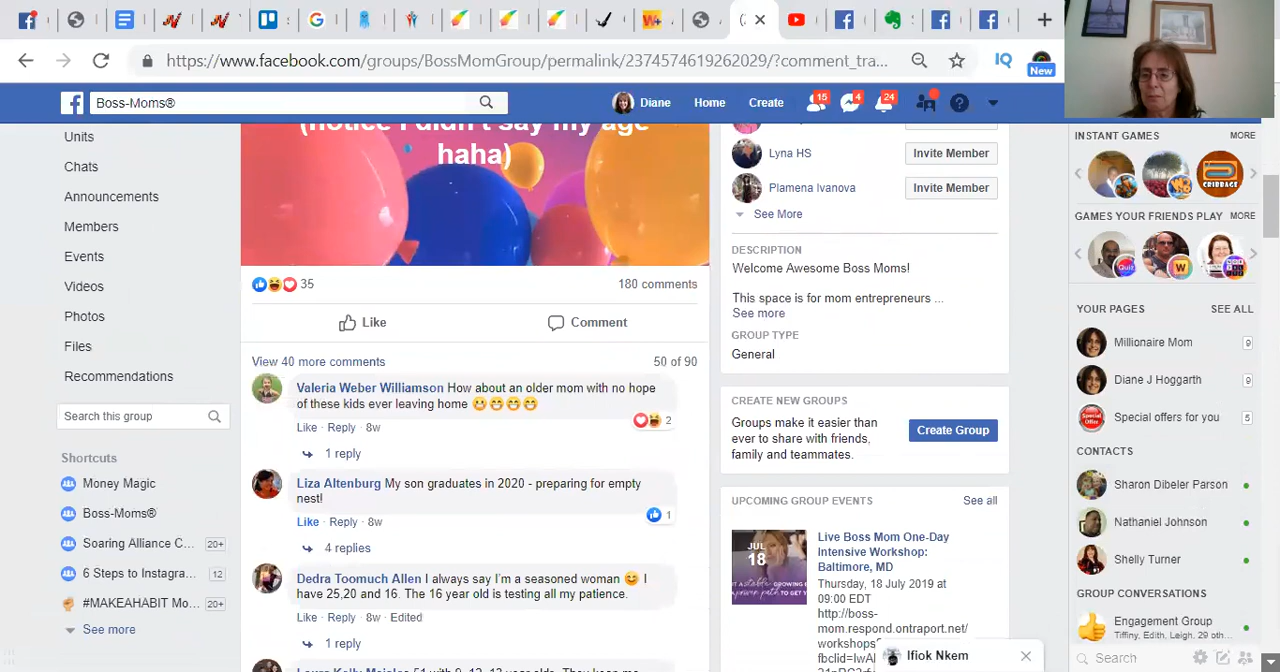 https://www.facebook.com/groups/BossMomGroup/permalink/2374574619262029/?comment_tra...
IQ
New
Boss-Moms®
Diane
Home
Create
15
4
24
Units
Chats
Announcements
Members
Events
Videos
Photos
Files
Recommendations
Search this group
Shortcuts
Money Magic
Boss-Moms®
Soaring Alliance C... 20+
6 Steps to Instagra... 12
#MAKEAHABIT Mo... 20+
See more
(notice I didn't say my age
haha)
35
180 comments
Like
Comment
View 40 more comments
50 of 90
Valeria Weber Williamson How about an older mom with no hope
of these kids ever leaving home 😬😁😁😁
2
Like · Reply · 8w
1 reply
Liza Altenburg My son graduates in 2020 - preparing for empty
nest!
1
Like · Reply · 8w
4 replies
Dedra Toomuch Allen I always say I'm a seasoned woman 😊 I
have 25,20 and 16. The 16 year old is testing all my patience.
Like · Reply · 8w · Edited
1 reply
Lyna HS
Invite Member
Plamena Ivanova
Invite Member
See More
DESCRIPTION
Welcome Awesome Boss Moms!
This space is for mom entrepreneurs ...
See more
GROUP TYPE
General
CREATE NEW GROUPS
Groups make it easier than
ever to share with friends,
family and teammates.
Create Group
UPCOMING GROUP EVENTS
See all
JUL
18
Live Boss Mom One-Day
Intensive Workshop:
Baltimore, MD
Thursday, 18 July 2019 at
09:00 EDT
http://boss-
mom.respond.ontraport.net/
workshops
Ifiok Nkem
INSTANT GAMES
MORE
CRIBBAGE
GAMES YOUR FRIENDS PLAY
MORE
Quiz
YOUR PAGES
SEE ALL
Millionaire Mom
9
Diane J Hoggarth
9
Special offers for you
5
CONTACTS
Sharon Dibeler Parson
Nathaniel Johnson
Shelly Turner
GROUP CONVERSATIONS
Engagement Group
Tiffiny, Edith, Leigh, 29 oth...
Search